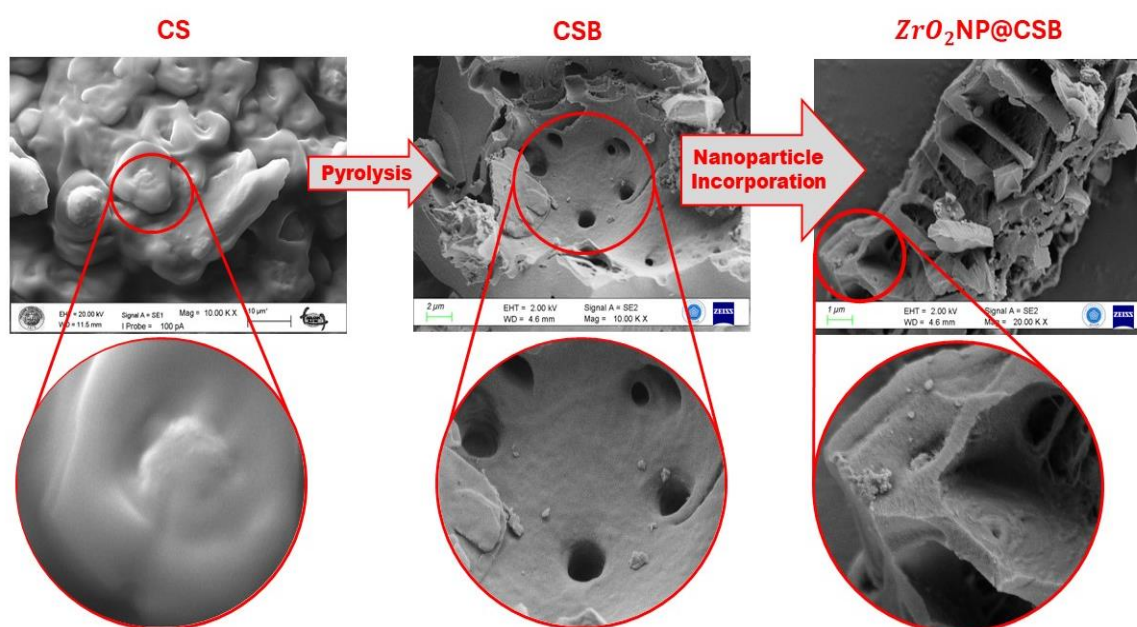 CS
CSB
ZrO₂NP@CSB
Pyrolysis
Nanoparticle
Incorporation
EHT = 20.00 kV Signal A = SE1 Mag = 10.00 K X 10 µm
WD = 11.5 mm I Probe = 100 pA
2 µm EHT = 2.00 kV Signal A = SE2
WD = 4.6 mm Mag = 10.00 K X
ZEISS
1 µm EHT = 2.00 kV Signal A = SE2
WD = 4.6 mm Mag = 20.00 K X
ZEISS